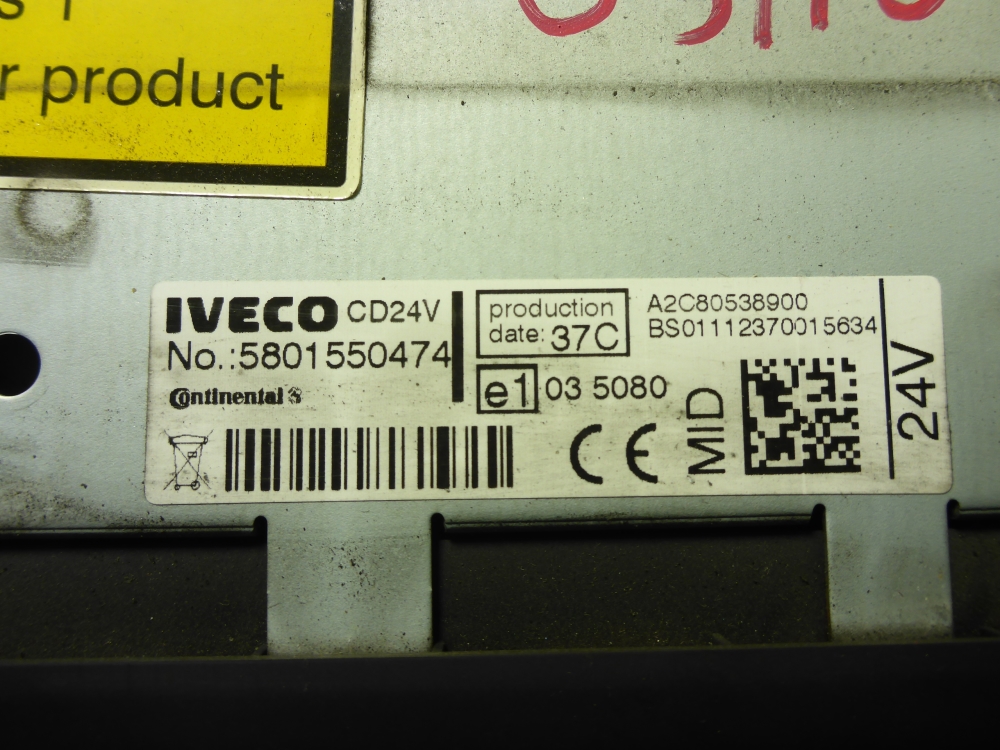 r product
IVECO CD24V
No.:5801550474
Continental
production
date: 37C
e1 03 5080
A2C80538900
BS01112370015634
MID
24V
CE